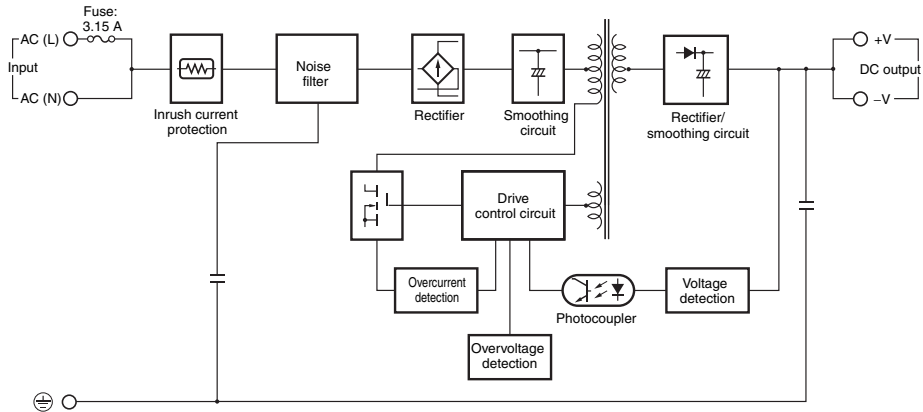 Fuse:
3.15 A
AC (L)
Input
AC (N)
Inrush current
protection
Noise
filter
Rectifier
Smoothing
circuit
Rectifier/
smoothing circuit
+V
DC output
–V
Drive
control circuit
Overcurrent
detection
Photocoupler
Voltage
detection
Overvoltage
detection